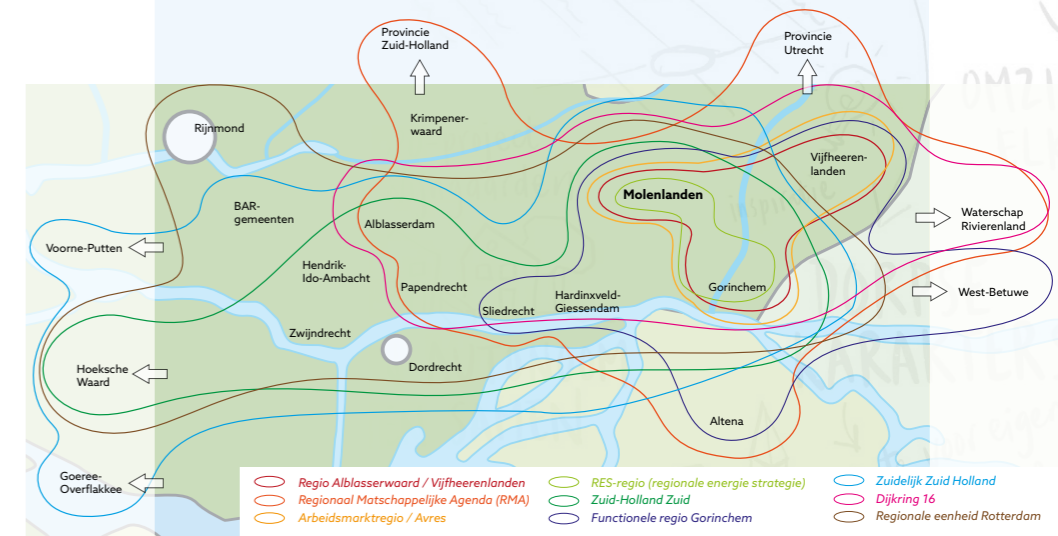 Provincie
Zuid-Holland
Provincie
Utrecht
Rijnmond
Krimpener-
waard
Vijfheeren-
landen
Molenlanden
BAR-
gemeenten
Alblasserdam
Waterschap
Rivierenland
Voorne-Putten
Hendrik-
Ido-Ambacht
Papendrecht
Gorinchem
West-Betuwe
Sliedrecht
Hardinxveld-
Giessendam
Zwijndrecht
Dordrecht
Hoeksche
Waard
Altena
Goeree-
Overflakkee
Regio Alblasserwaard / Vijfheerenlanden
Regionaal Matschappelijke Agenda (RMA)
Arbeidsmarktregio / Avres
RES-regio (regionale energie strategie)
Zuid-Holland Zuid
Functionele regio Gorinchem
Zuidelijk Zuid Holland
Dijkring 16
Regionale eenheid Rotterdam